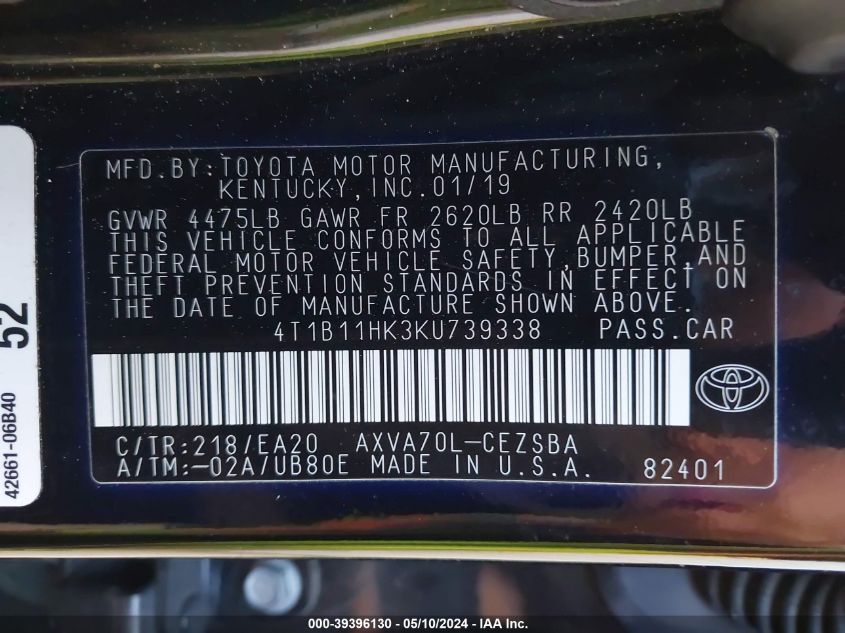 MFD.BY:TOYOTA MOTOR MANUFACTURING,
KENTUCKY,INC.01/19
GVWR 4475LB GAWR FR 2620LB RR 2420LB
THIS VEHICLE CONFORMS TO ALL APPLICABLE
FEDERAL MOTOR VEHICLE SAFETY,BUMPER,AND
THEFT PREVENTION STANDARDS IN EFFECT ON
THE DATE OF MANUFACTURE SHOWN ABOVE.
4T1B11HK3KU739338 PASS.CAR
C/TR:218/EA20 AXVA70L-CEZSBA
A/TM:-02A/UB80E MADE IN U.S.A. 82401
42661-06B40
52
000-39396130 - 05/10/2024 - IAA Inc.